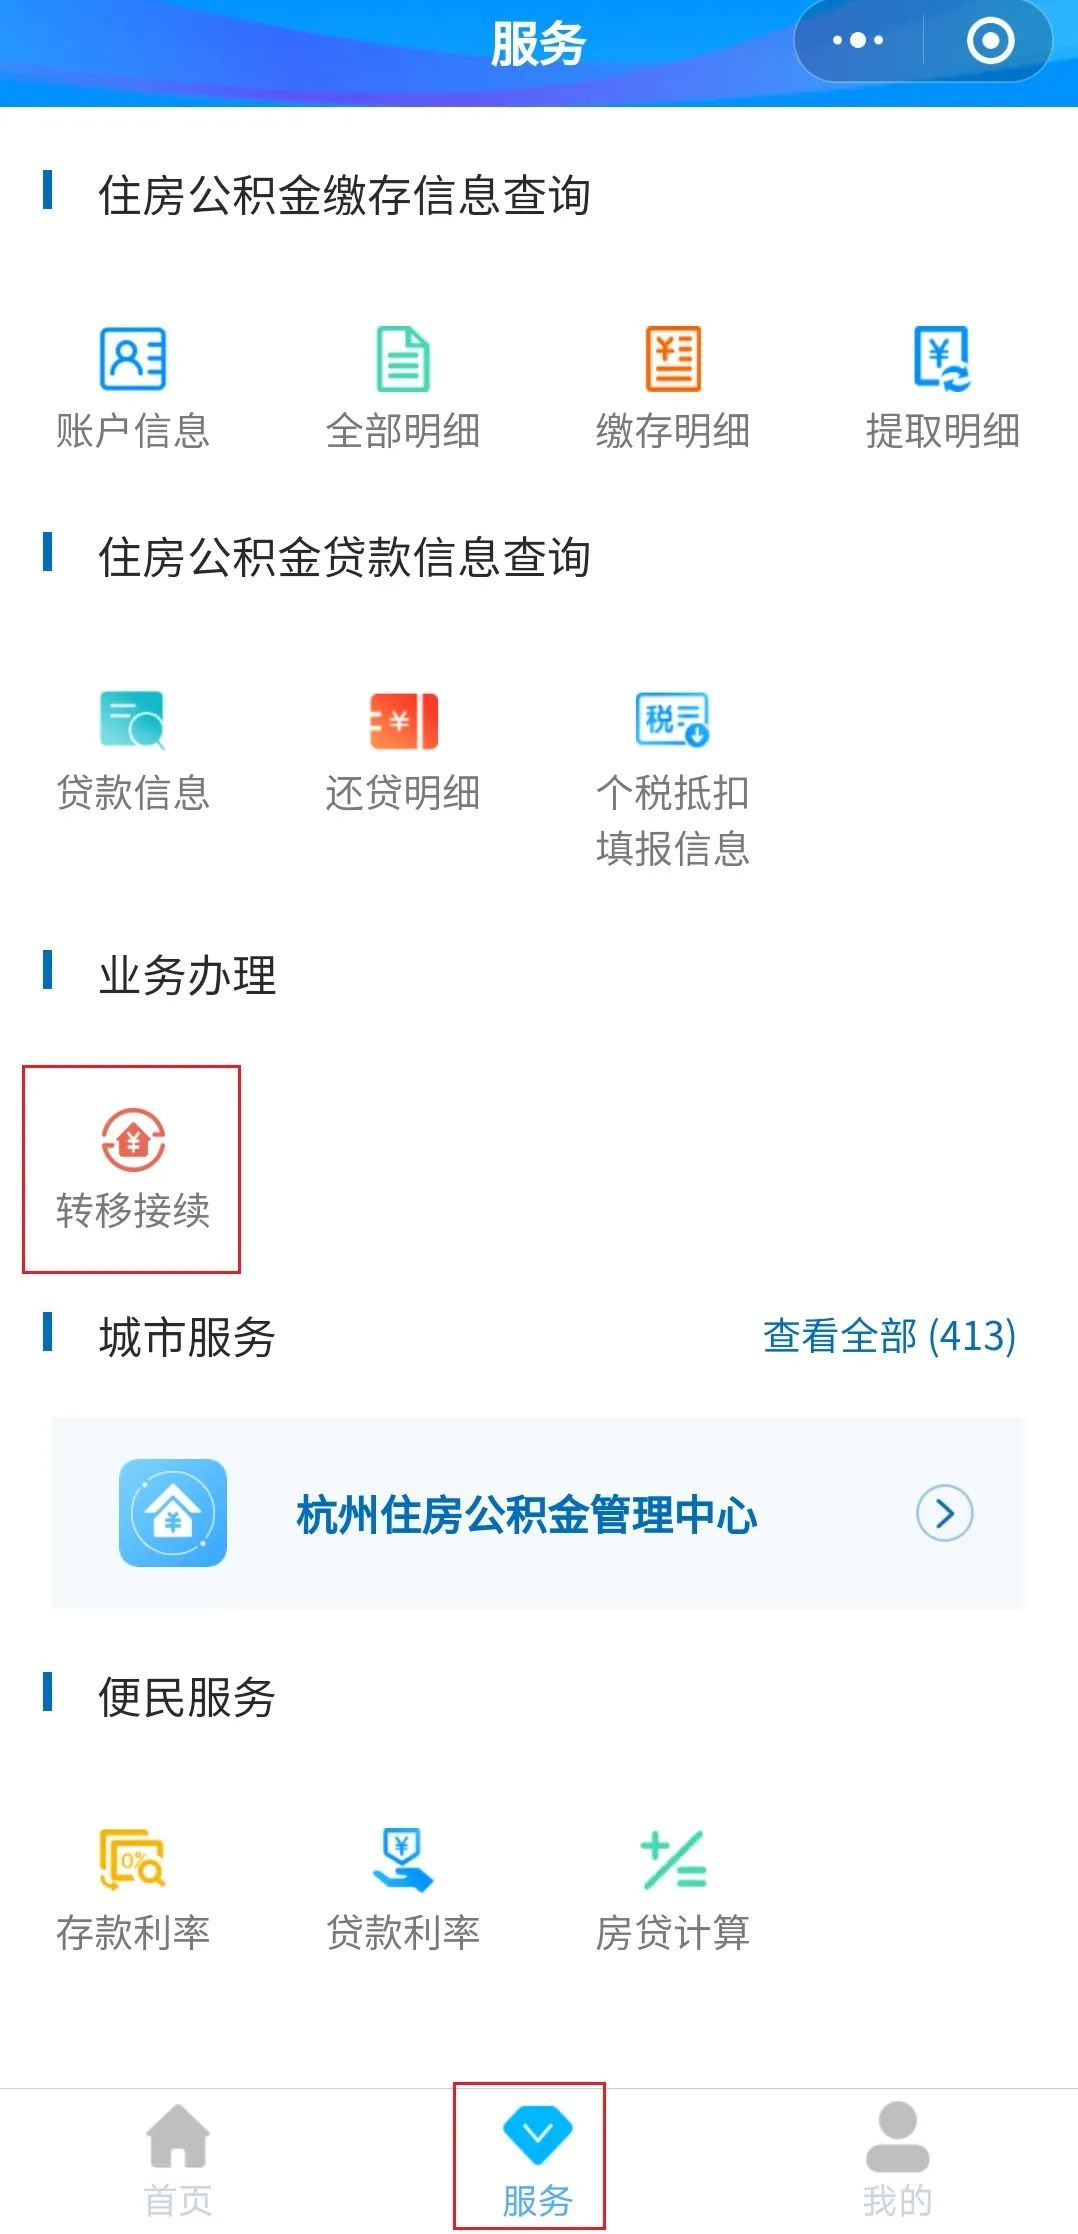 服务
住房公积金缴存信息查询
账户信息 全部明细 缴存明细 提取明细
住房公积金贷款信息查询
税
贷款信息 还贷明细 个税抵扣
填报信息
业务办理
转移接续
城市服务 查看全部 (413)
杭州住房公积金管理中心
便民服务
0%
存款利率 贷款利率 房贷计算
首页 服务 我的